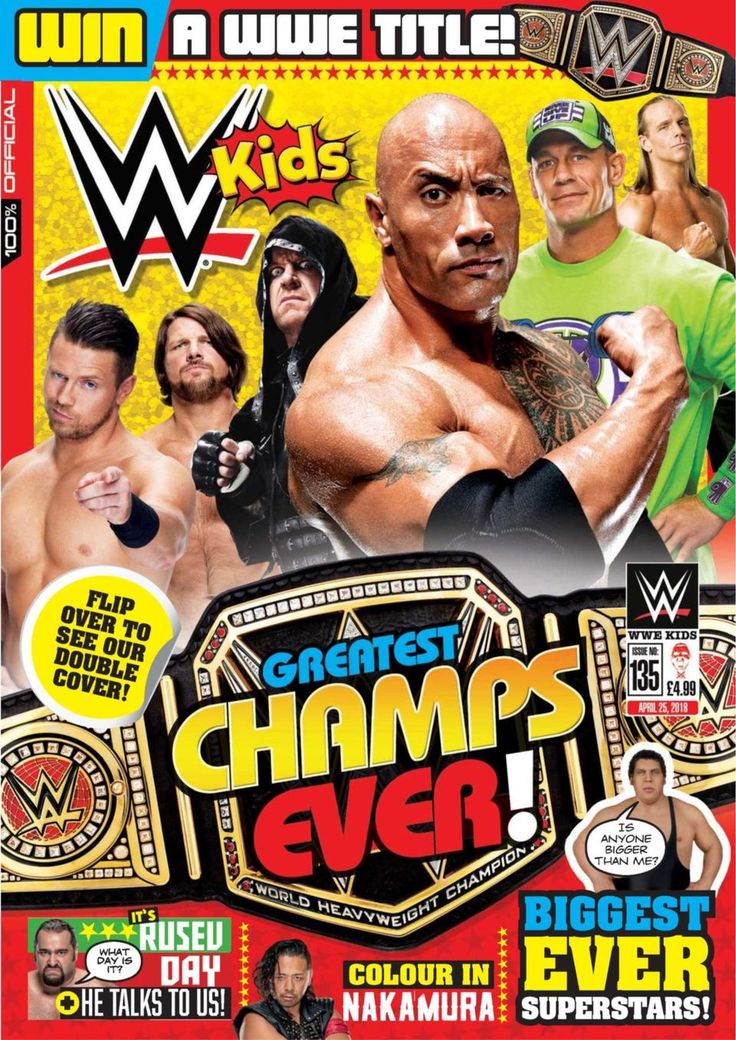 WIN A WWE TITLE!
100% OFFICIAL
W
Kids
FLIP
OVER TO
SEE OUR
DOUBLE
COVER!
GREATEST
CHAMPS
EVER!
WORLD HEAVYWEIGHT CHAMPION
W
WWE KIDS
ISSUE NO:
135
£4.99
APRIL 25, 2018
IS
ANYONE
BIGGER
THAN ME?
BIGGEST
EVER
SUPERSTARS!
IT'S
RUSEV
DAY
WHAT
DAY IS
IT?
+ HE TALKS TO US!
COLOUR IN
NAKAMURA